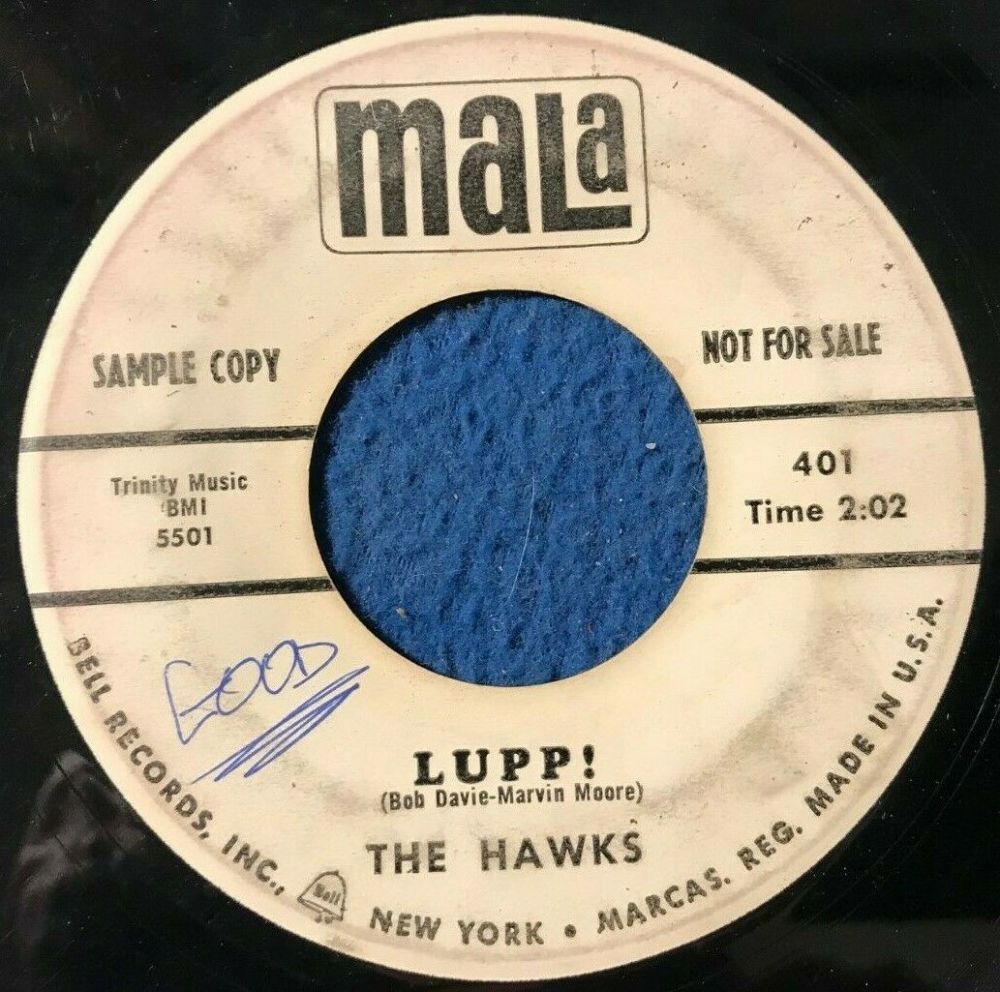 mala
SAMPLE COPY
NOT FOR SALE
Trinity Music
BMI
5501
401
Time 2:02
GOOD
LUPP!
(Bob Davie-Marvin Moore)
THE HAWKS
BELL RECORDS, INC., Bell NEW YORK • MARCAS. REG. MADE IN U.S.A.